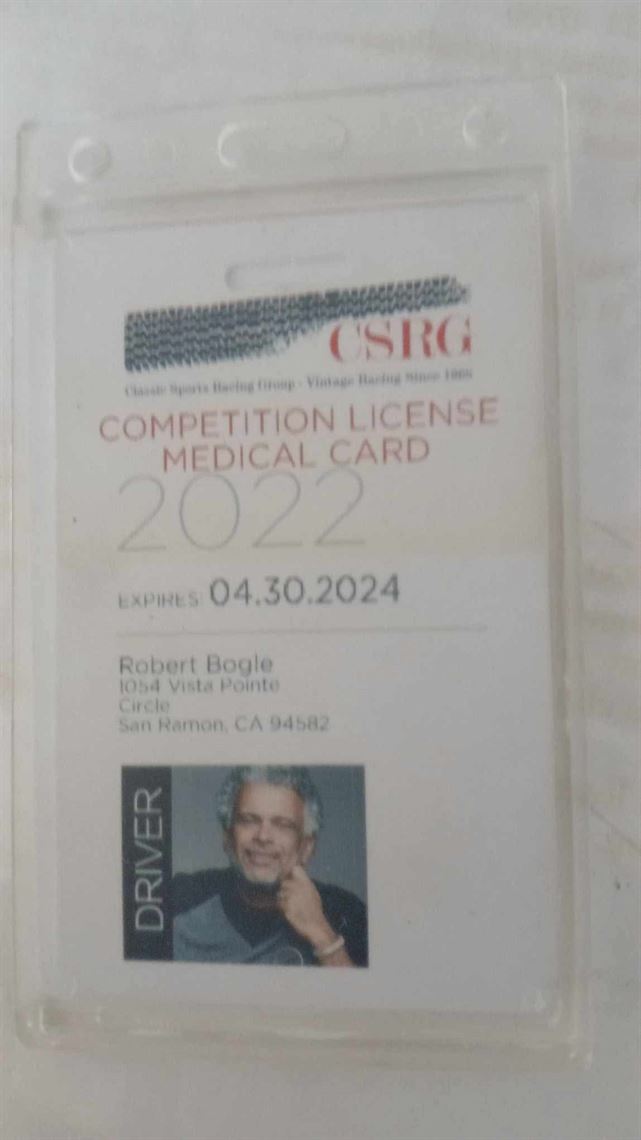 CSRG
Classic Sports Racing Group - Vintage Racing Since 1968
COMPETITION LICENSE
MEDICAL CARD
2022
EXPIRES: 04.30.2024
Robert Bogle
1054 Vista Pointe
Circle
San Ramon, CA 94582
DRIVER